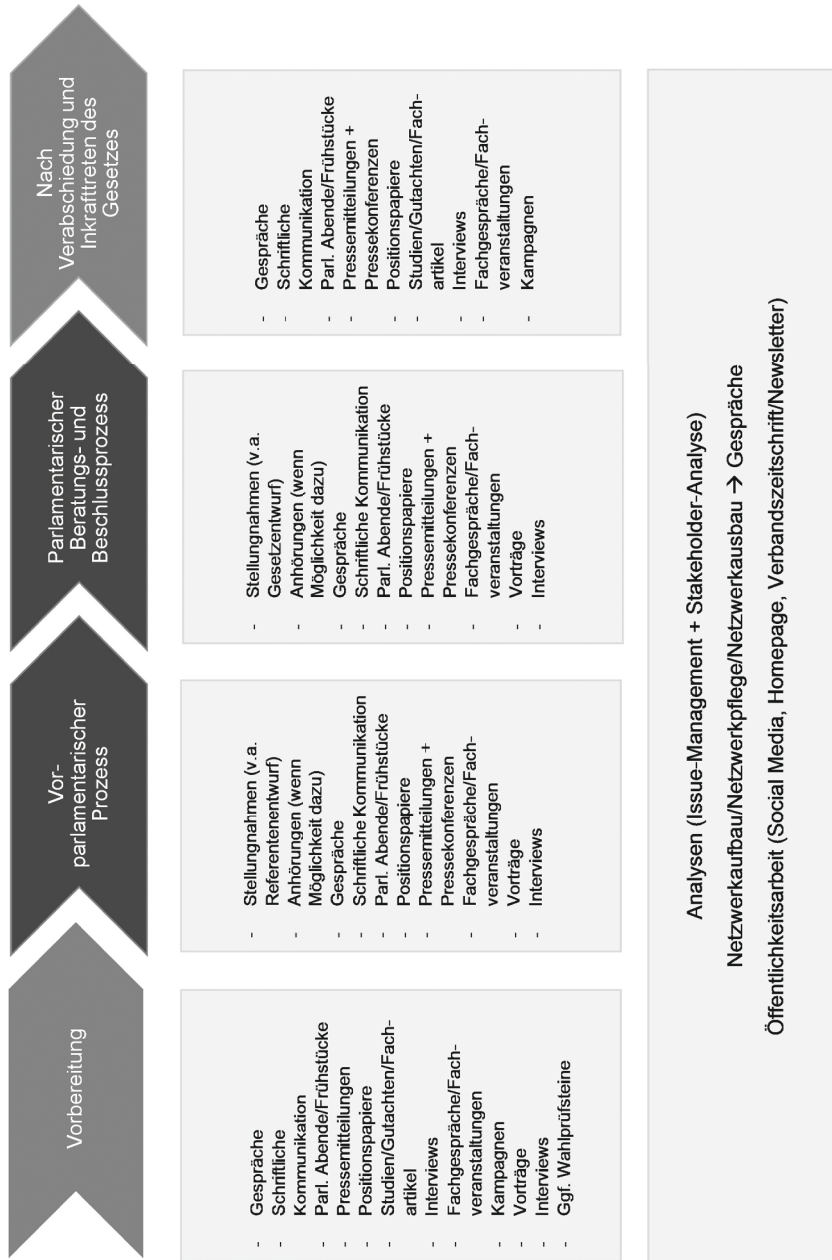 Vorbereitung
- Gespräche
- Schriftliche
Kommunikation
- Parl. Abende/Frühstücke
- Pressemitteilungen
- Positionspapiere
- Studien/Gutachten/Fach-
artikel
- Interviews
- Fachgespräche/Fach-
veranstaltungen
- Kampagnen
- Vorträge
- Interviews
- Ggf. Wahlprüfsteine
Vor-
parlamentarischer
Prozess
- Stellungnahmen (v.a.
Referentenentwurf)
- Anhörungen (wenn
Möglichkeit dazu)
- Gespräche
- Schriftliche Kommunikation
- Parl. Abende/Frühstücke
- Positionspapiere
- Pressemitteilungen +
Pressekonferenzen
- Fachgespräche/Fach-
veranstaltungen
- Vorträge
- Interviews
Parlamentarischer
Beratungs- und
Beschlussprozess
- Stellungnahmen (v.a.
Gesetzentwurf)
- Anhörungen (wenn
Möglichkeit dazu)
- Gespräche
- Schriftliche Kommunikation
- Parl. Abende/Frühstücke
- Positionspapiere
- Pressemitteilungen +
Pressekonferenzen
- Fachgespräche/Fach-
veranstaltungen
- Vorträge
- Interviews
Nach
Verabschiedung und
Inkrafttreten des
Gesetzes
- Gespräche
- Schriftliche
Kommunikation
- Parl. Abende/Frühstücke
- Pressemitteilungen +
Pressekonferenzen
- Positionspapiere
- Studien/Gutachten/Fach-
artikel
- Interviews
- Fachgespräche/Fach-
veranstaltungen
- Kampagnen
Analysen (Issue-Management + Stakeholder-Analyse)
Netzwerkaufbau/Netzwerkpflege/Netzwerkausbau → Gespräche
Öffentlichkeitsarbeit (Social Media, Homepage, Verbandszeitschrift/Newsletter)